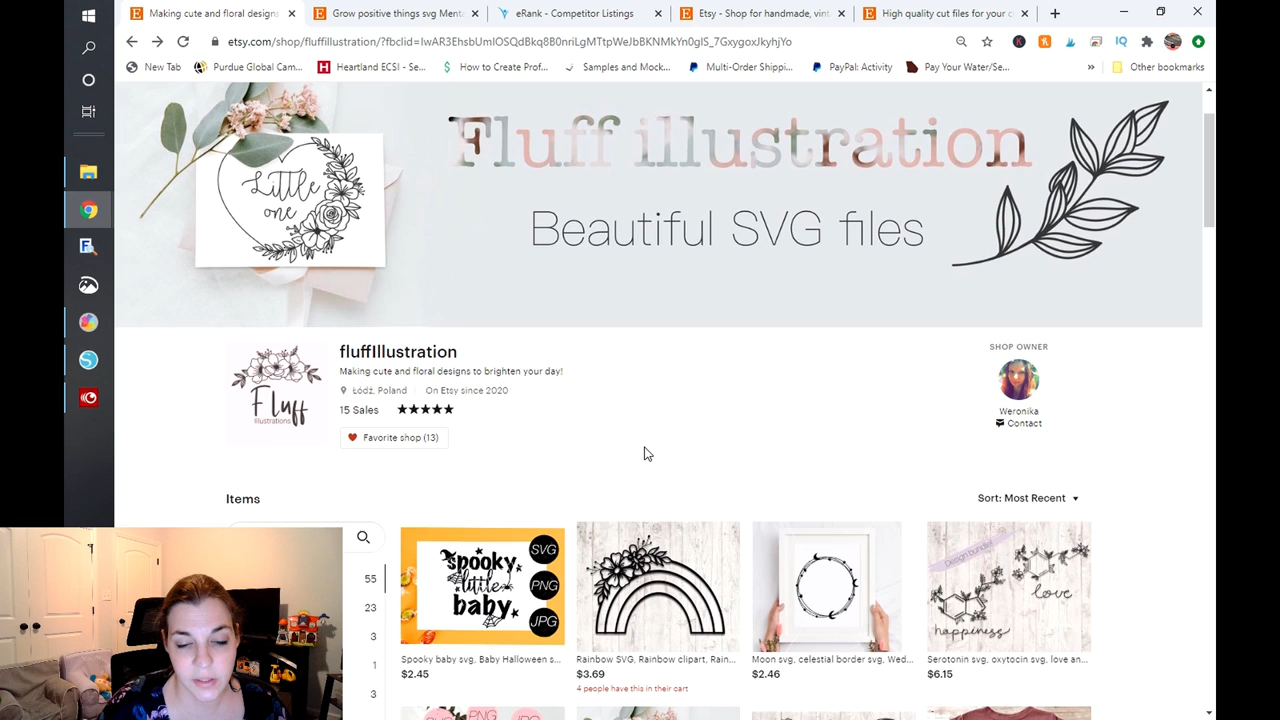 Making cute and floral designs
Grow positive things svg Ment
eRank - Competitor Listings
Etsy - Shop for handmade, vint
High quality cut files for your c
etsy.com/shop/fluffillustration/?fbclid=IwAR3EhsbUmIOSQdBkq8B0nriLgMTtpWeJbBKNMkYn0gIS_7GxygoxJkyhjYo
New Tab
Purdue Global Cam...
Heartland ECSI - Se...
How to Create Prof...
Samples and Mock...
Multi-Order Shippi...
PayPal: Activity
Pay Your Water/Se...
Other bookmarks
Little
one
Fluff illustration
Beautiful SVG files
Fluff
Illustrations
fluffIllustration
Making cute and floral designs to brighten your day!
Łódź, Poland
On Etsy since 2020
15 Sales
Favorite shop (13)
SHOP OWNER
Weronika
Contact
Items
Sort: Most Recent
55
23
3
1
3
spooky
little
baby
SVG
PNG
JPG
Design bundle
love
happiness
Spooky baby svg, Baby Halloween s...
$2.45
Rainbow SVG, Rainbow clipart, Rain...
$3.69
4 people have this in their cart
Moon svg, celestial border svg, Wed...
$2.46
Serotonin svg, oxytocin svg, love an...
$6.15
PNG